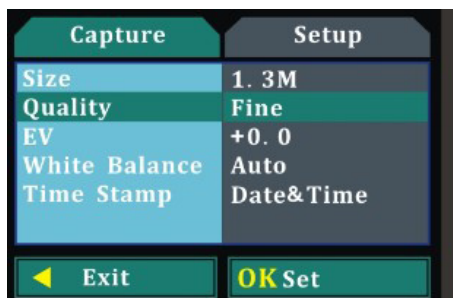 Capture Setup
Size 1. 3M
Quality Fine
EV +0. 0
White Balance Auto
Time Stamp Date&Time
Exit OK Set